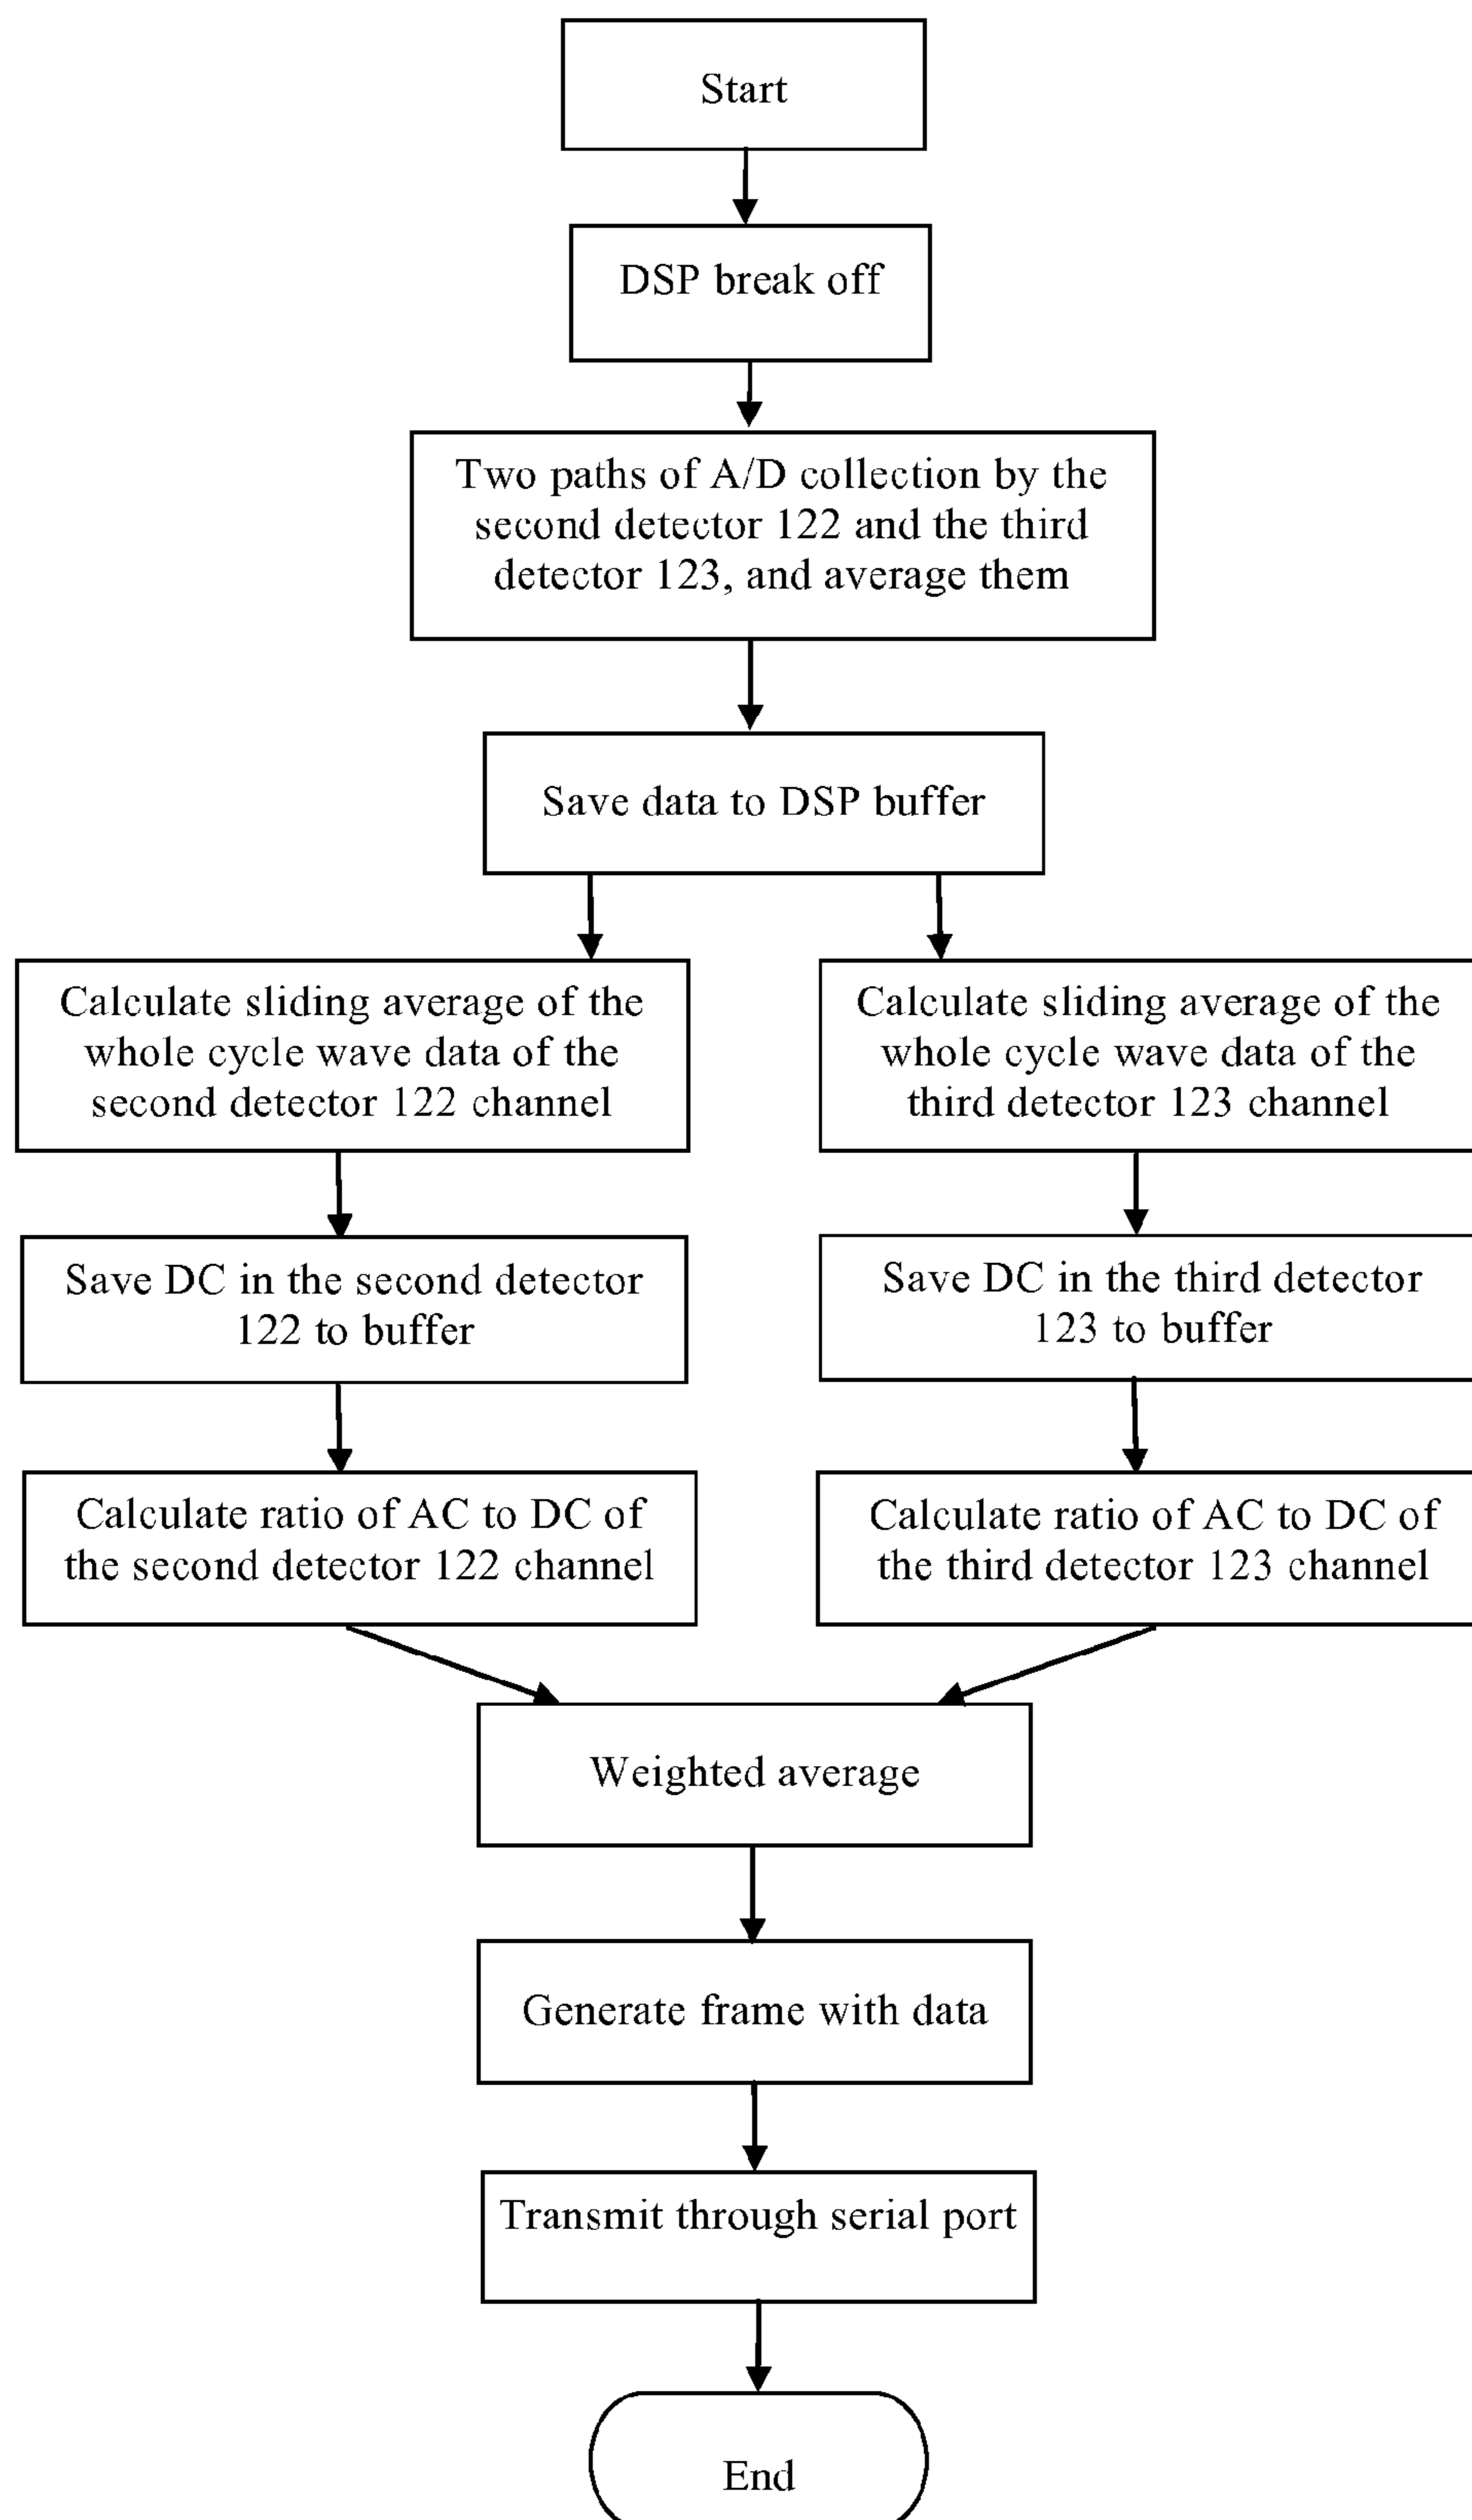 Start
DSP break off
Two paths of A/D collection by the
second detector 122 and the third
detector 123, and average them
Save data to DSP buffer
Calculate sliding average of the
whole cycle wave data of the
second detector 122 channel
Calculate sliding average of the
whole cycle wave data of the
third detector 123 channel
Save DC in the second detector
122 to buffer
Save DC in the third detector
123 to buffer
Calculate ratio of AC to DC of
the second detector 122 channel
Calculate ratio of AC to DC of
the third detector 123 channel
Weighted average
Generate frame with data
Transmit through serial port
End